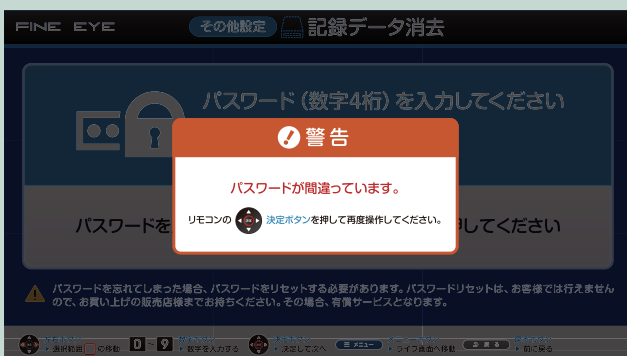 FINE EYE
その他設定
記録データ消去
パスワード(数字4桁)を入力してください
警告
パスワードが間違っています。
リモコンの 決定ボタンを押して再度操作してください。
パスワードを
してください
パスワードを忘れてしまった場合、パスワードをリセットする必要があります。パスワードリセットは、お客様では行えません
ので、お買い上げの販売店様までお持ちください。その場合、有償サービスとなります。
選択範囲 の移動 0 ~ 9 数字を入力する 決定して次へ メニュー ライブ画面へ移動 戻る 前に戻る